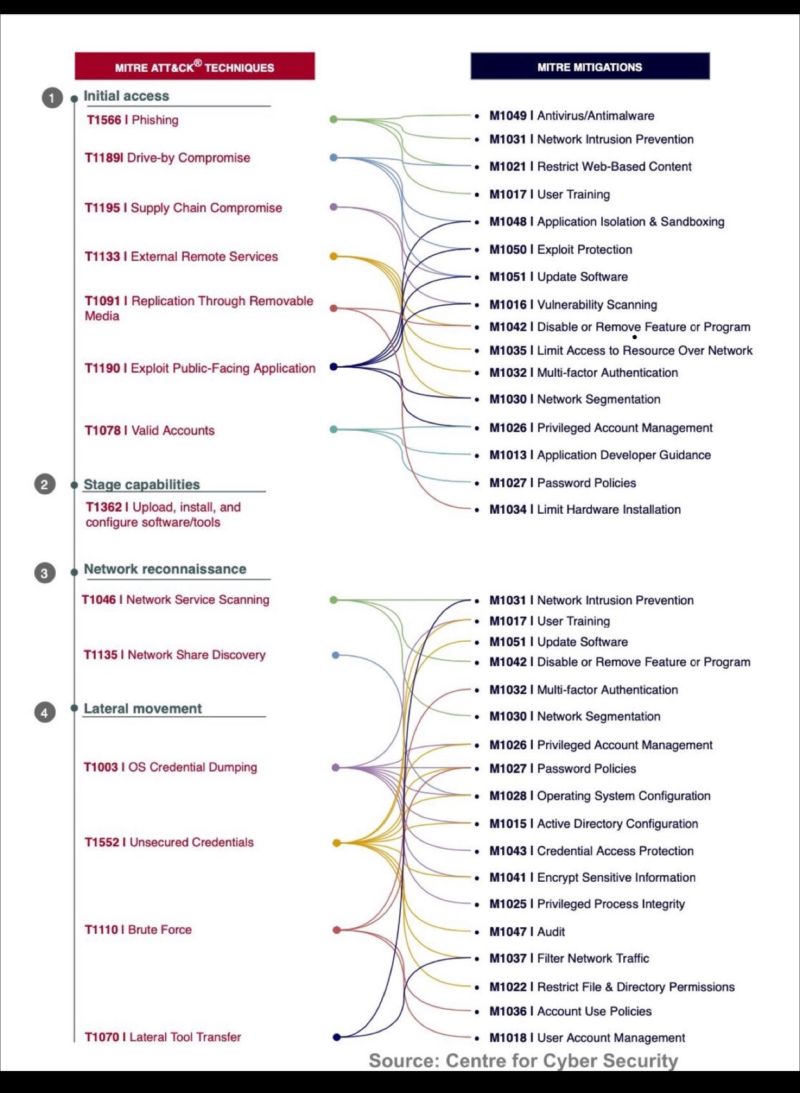 MITRE ATT&CK® TECHNIQUES
MITRE MITIGATIONS
1
Initial access
T1566 | Phishing
T1189| Drive-by Compromise
T1195 | Supply Chain Compromise
T1133 | External Remote Services
T1091 | Replication Through Removable
Media
T1190 | Exploit Public-Facing Application
T1078 | Valid Accounts
M1049 | Antivirus/Antimalware
M1031 | Network Intrusion Prevention
M1021 | Restrict Web-Based Content
M1017 | User Training
M1048 | Application Isolation & Sandboxing
M1050 | Exploit Protection
M1051 | Update Software
M1016 | Vulnerability Scanning
M1042 | Disable or Remove Feature or Program
M1035 | Limit Access to Resource Over Network
M1032 | Multi-factor Authentication
M1030 | Network Segmentation
M1026 | Privileged Account Management
M1013 | Application Developer Guidance
M1027 | Password Policies
M1034 | Limit Hardware Installation
2
Stage capabilities
T1362 | Upload, install, and
configure software/tools
3
Network reconnaissance
T1046 | Network Service Scanning
T1135 | Network Share Discovery
4
Lateral movement
T1003 | OS Credential Dumping
T1552 | Unsecured Credentials
T1110 | Brute Force
T1070 | Lateral Tool Transfer
M1031 | Network Intrusion Prevention
M1017 | User Training
M1051 | Update Software
M1042 | Disable or Remove Feature or Program
M1032 | Multi-factor Authentication
M1030 | Network Segmentation
M1026 | Privileged Account Management
M1027 | Password Policies
M1028 | Operating System Configuration
M1015 | Active Directory Configuration
M1043 | Credential Access Protection
M1041 | Encrypt Sensitive Information
M1025 | Privileged Process Integrity
M1047 | Audit
M1037 | Filter Network Traffic
M1022 | Restrict File & Directory Permissions
M1036 | Account Use Policies
M1018 | User Account Management
Source: Centre for Cyber Security